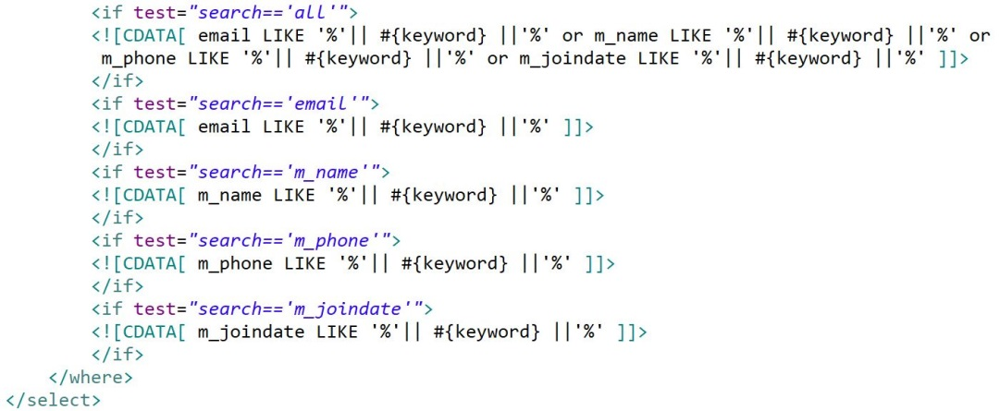 <if test="search=='all'">
<![CDATA[ email LIKE '%'|| #{keyword} ||'%' or m_name LIKE '%'|| #{keyword} ||'%' or
m_phone LIKE '%'|| #{keyword} ||'%' or m_joindate LIKE '%'|| #{keyword} ||'%' ]]>
</if>
<if test="search=='email'">
<![CDATA[ email LIKE '%'|| #{keyword} ||'%' ]]>
</if>
<if test="search=='m_name'">
<![CDATA[ m_name LIKE '%'|| #{keyword} ||'%' ]]>
</if>
<if test="search=='m_phone'">
<![CDATA[ m_phone LIKE '%'|| #{keyword} ||'%' ]]>
</if>
<if test="search=='m_joindate'">
<![CDATA[ m_joindate LIKE '%'|| #{keyword} ||'%' ]]>
</if>
</where>
</select>